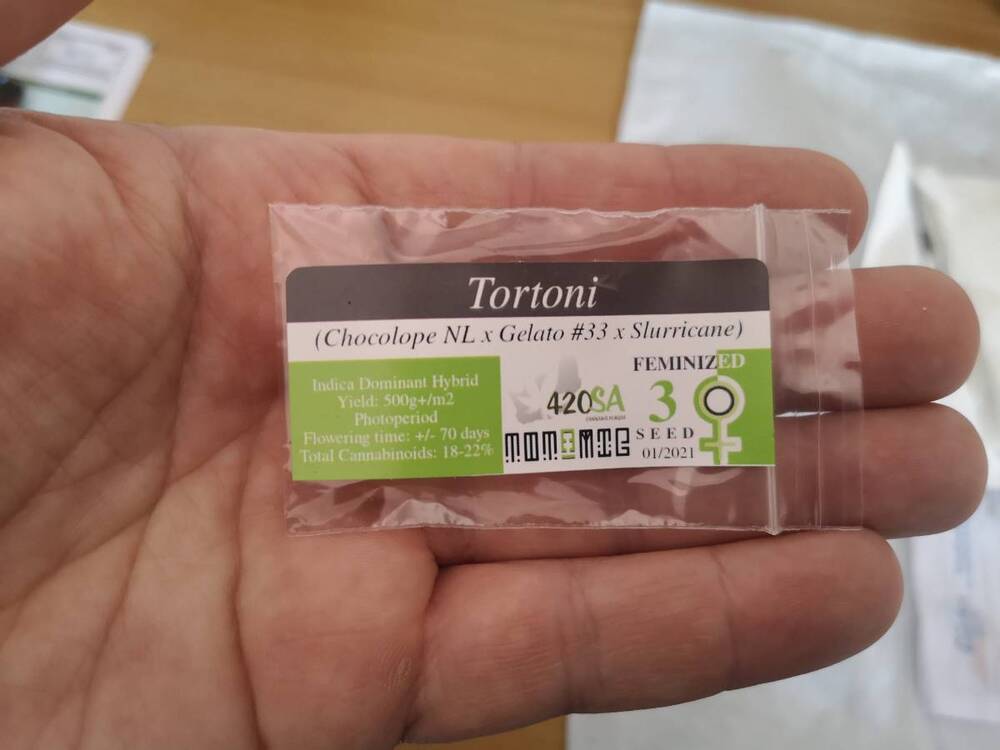 Tortoni
(Chocolope NL x Gelato #33 x Slurricane)
Indica Dominant Hybrid
Yield: 500g+/m2
Photoperiod
Flowering time: +/- 70 days
Total Cannabinoids: 18-22%
420SA
FEMINIZED
3
SEED
01/2021